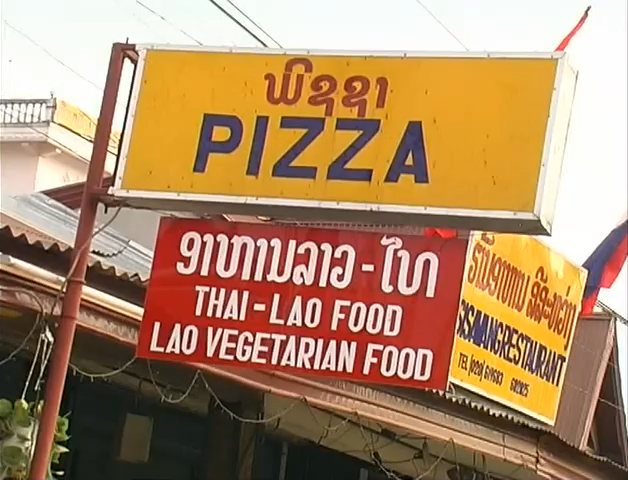 ພິຊຊາ
PIZZA
ອາຫານລາວ - ໄທ
THAI - LAO FOOD
LAO VEGETARIAN FOOD
RESTAURANT